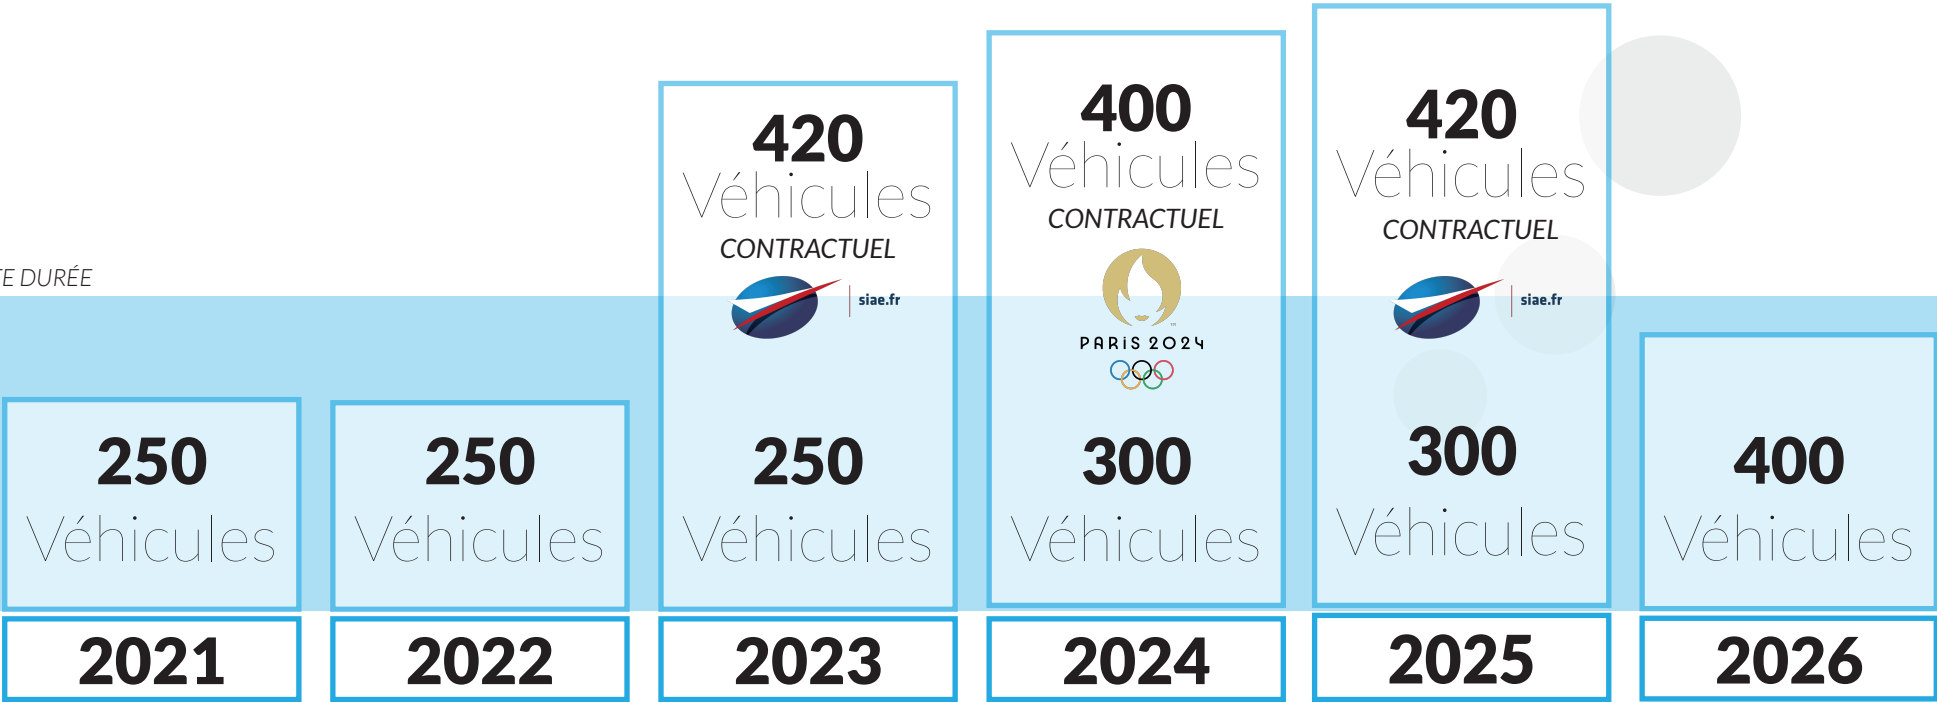 420
Véhicules
CONTRACTUEL
siae.fr
400
Véhicules
CONTRACTUEL
PARiS 2024
420
Véhicules
CONTRACTUEL
siae.fr
DURÉE
250
Véhicules
250
Véhicules
250
Véhicules
300
Véhicules
300
Véhicules
400
Véhicules
2021
2022
2023
2024
2025
2026